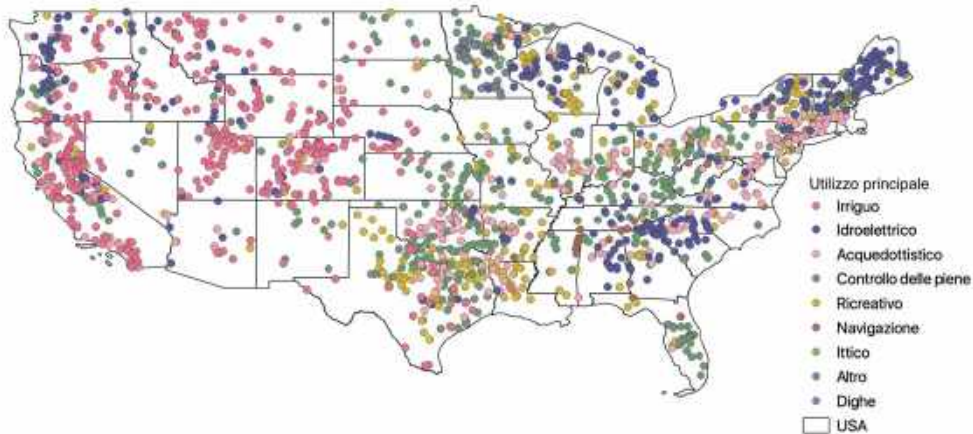 Utilizzo principale
Irriguo
Idroelettrico
Acquedottistico
Controllo delle piene
Ricreativo
Navigazione
Ittico
Altro
Dighe
USA